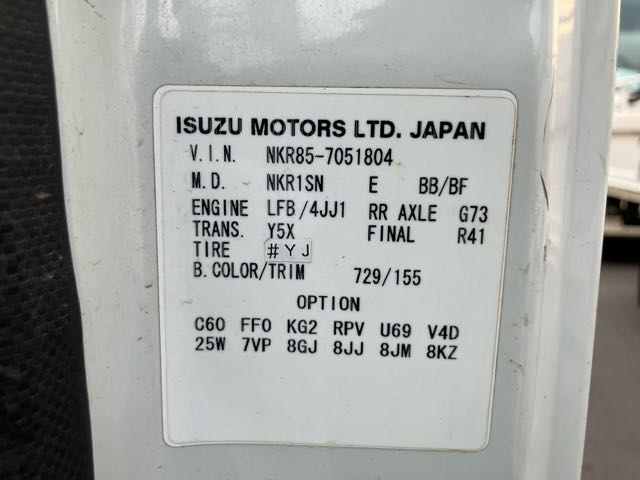 ISUZU MOTORS LTD. JAPAN
V.I.N. NKR85-7051804
M.D. NKR1SN E BB/BF
ENGINE LFB/4JJ1 RR AXLE G73
TRANS. Y5X FINAL R41
TIRE #YJ
B.COLOR/TRIM 729/155
OPTION
C60 FF0 KG2 RPV U69 V4D
25W 7VP 8GJ 8JJ 8JM 8KZ